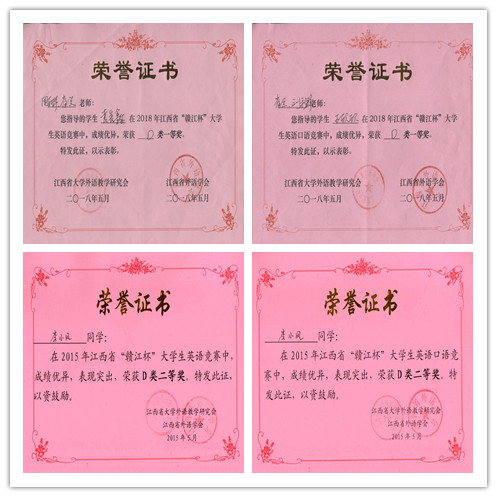 荣誉证书
老师：
您指导的学生 在2018年江西省“赣江杯”大学
生英语竞赛中，成绩优异，荣获 D 类一等奖。
特发此证，以示表彰。
江西省大学外语教学研究会 江西省外语学会
二〇一八年五月 二〇一八年五月
荣誉证书
老师：
您指导的学生 在2018年江西省“赣江杯”大学
生英语口语竞赛中，成绩优异，荣获 D 类一等奖。
特发此证，以示表彰。
江西省大学外语教学研究会 江西省外语学会
二〇一八年五月 二〇一八年五月
荣誉证书
李小凤 同学：
在2015年江西省“赣江杯”大学生英语竞赛中，
成绩优异，表现突出，荣获D类二等奖。特发此证，
以资鼓励。
江西省大学外语教学研究会
江西省外语学会
2015年5月
荣誉证书
李小凤 同学：
在2015年江西省“赣江杯”大学生英语口语竞
赛中，成绩优异，表现突出，荣获D类二等奖。特
发此证，以资鼓励。
江西省大学外语教学研究会
江西省外语学会
2015年5月